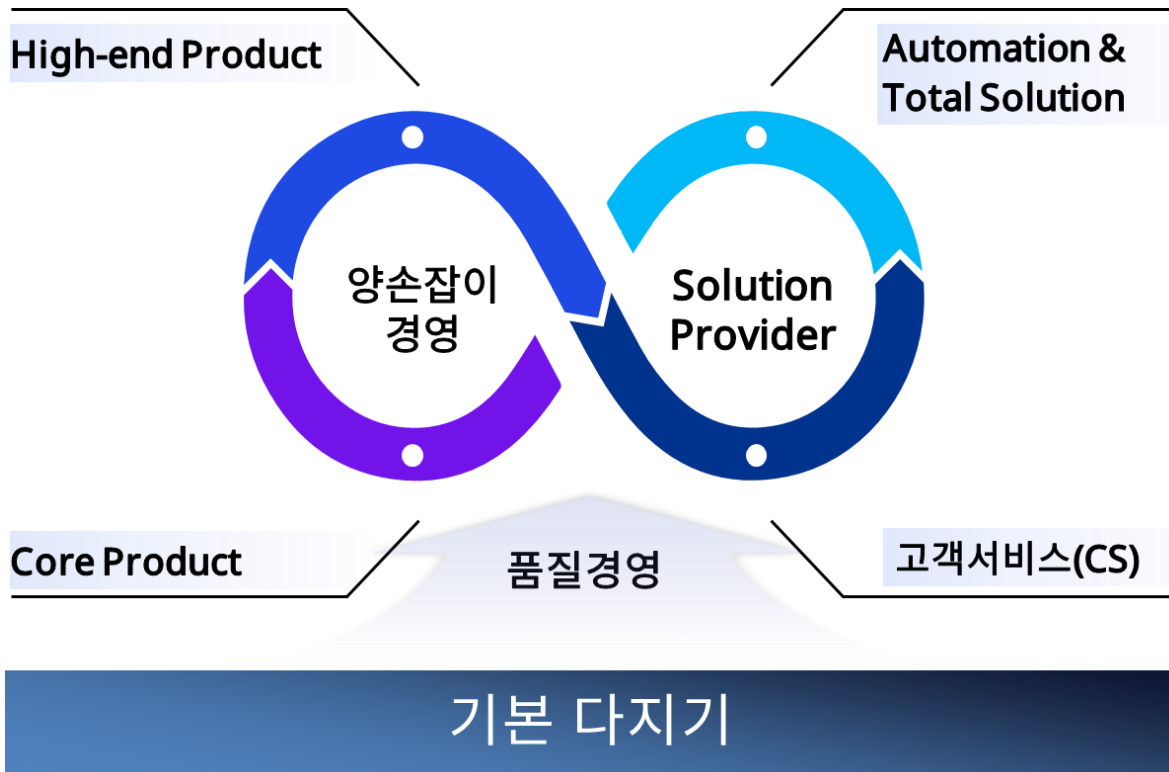 High-end Product
Automation &
Total Solution
양손잡이
경영
Solution
Provider
Core Product
품질경영
고객서비스(CS)
기본 다지기